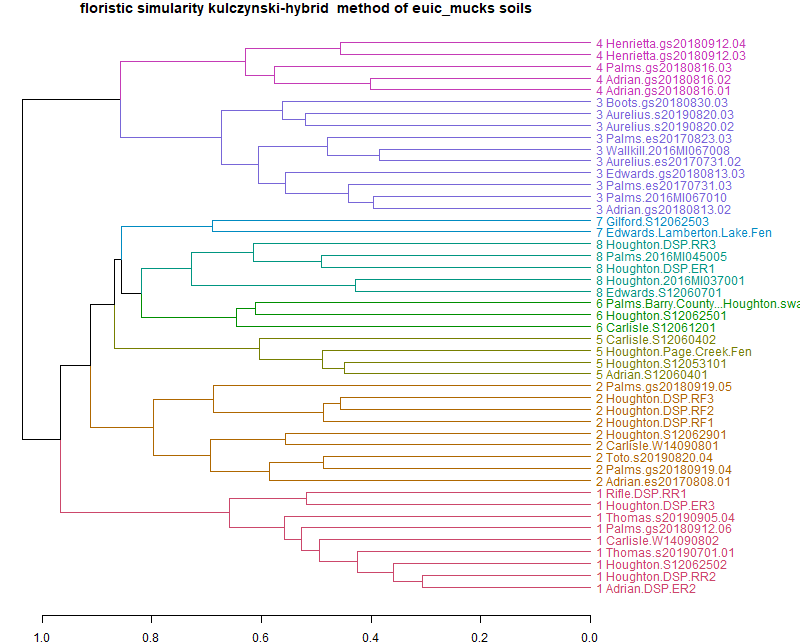 floristic simularity kulczynski-hybrid method of euic_mucks soils
4 Henrietta.gs20180912.04
4 Henrietta.gs20180912.03
4 Palms.gs20180816.03
4 Adrian.gs20180816.02
4 Adrian.gs20180816.01
3 Boots.gs20180830.03
3 Aurelius.s20190820.03
3 Aurelius.s20190820.02
3 Palms.es20170823.03
3 Wallkill.2016MI067008
3 Aurelius.es20170731.02
3 Edwards.gs20180813.03
3 Palms.es20170731.03
3 Palms.2016MI067010
3 Adrian.gs20180813.02
7 Gilford.S12062503
7 Edwards.Lamberton.Lake.Fen
8 Houghton.DSP.RR3
8 Palms.2016MI045005
8 Houghton.DSP.ER1
8 Houghton.2016MI037001
8 Edwards.S12060701
6 Palms.Barry.County...Houghton.swa
6 Houghton.S12062501
6 Carlisle.S12061201
5 Carlisle.S12060402
5 Houghton.Page.Creek.Fen
5 Houghton.S12053101
5 Adrian.S12060401
2 Palms.gs20180919.05
2 Houghton.DSP.RF3
2 Houghton.DSP.RF2
2 Houghton.DSP.RF1
2 Houghton.S12062901
2 Carlisle.W14090801
2 Toto.s20190820.04
2 Palms.gs20180919.04
2 Adrian.es20170808.01
1 Rifle.DSP.RR1
1 Houghton.DSP.ER3
1 Thomas.s20190905.04
1 Palms.gs20180912.06
1 Carlisle.W14090802
1 Thomas.s20190701.01
1 Houghton.S12062502
1 Houghton.DSP.RR2
1 Adrian.DSP.ER2
1.0 0.8 0.6 0.4 0.2 0.0